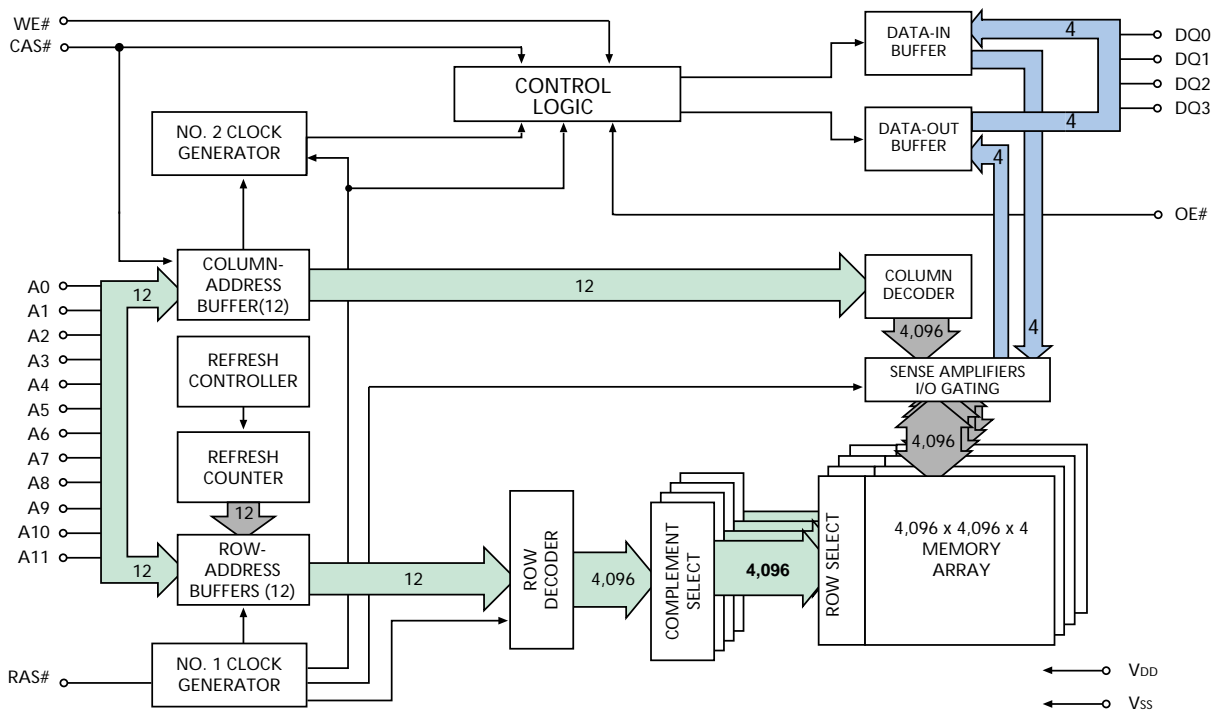 WE#
CAS#
CONTROL
LOGIC
DATA-IN
BUFFER
4
DQ0
DQ1
DQ2
DQ3
NO. 2 CLOCK
GENERATOR
DATA-OUT
BUFFER
4
4
OE#
COLUMN-
ADDRESS
BUFFER(12)
12
12
COLUMN
DECODER
4,096
4
A0
A1
A2
A3
A4
A5
A6
A7
A8
A9
A10
A11
REFRESH
CONTROLLER
SENSE AMPLIFIERS
I/O GATING
4,096
REFRESH
COUNTER
12
ROW-
ADDRESS
BUFFERS (12)
12
12
ROW
DECODER
4,096
COMPLEMENT
SELECT
4,096
ROW SELECT
4,096 x 4,096 x 4
MEMORY
ARRAY
RAS#
NO. 1 CLOCK
GENERATOR
VDD
VSS